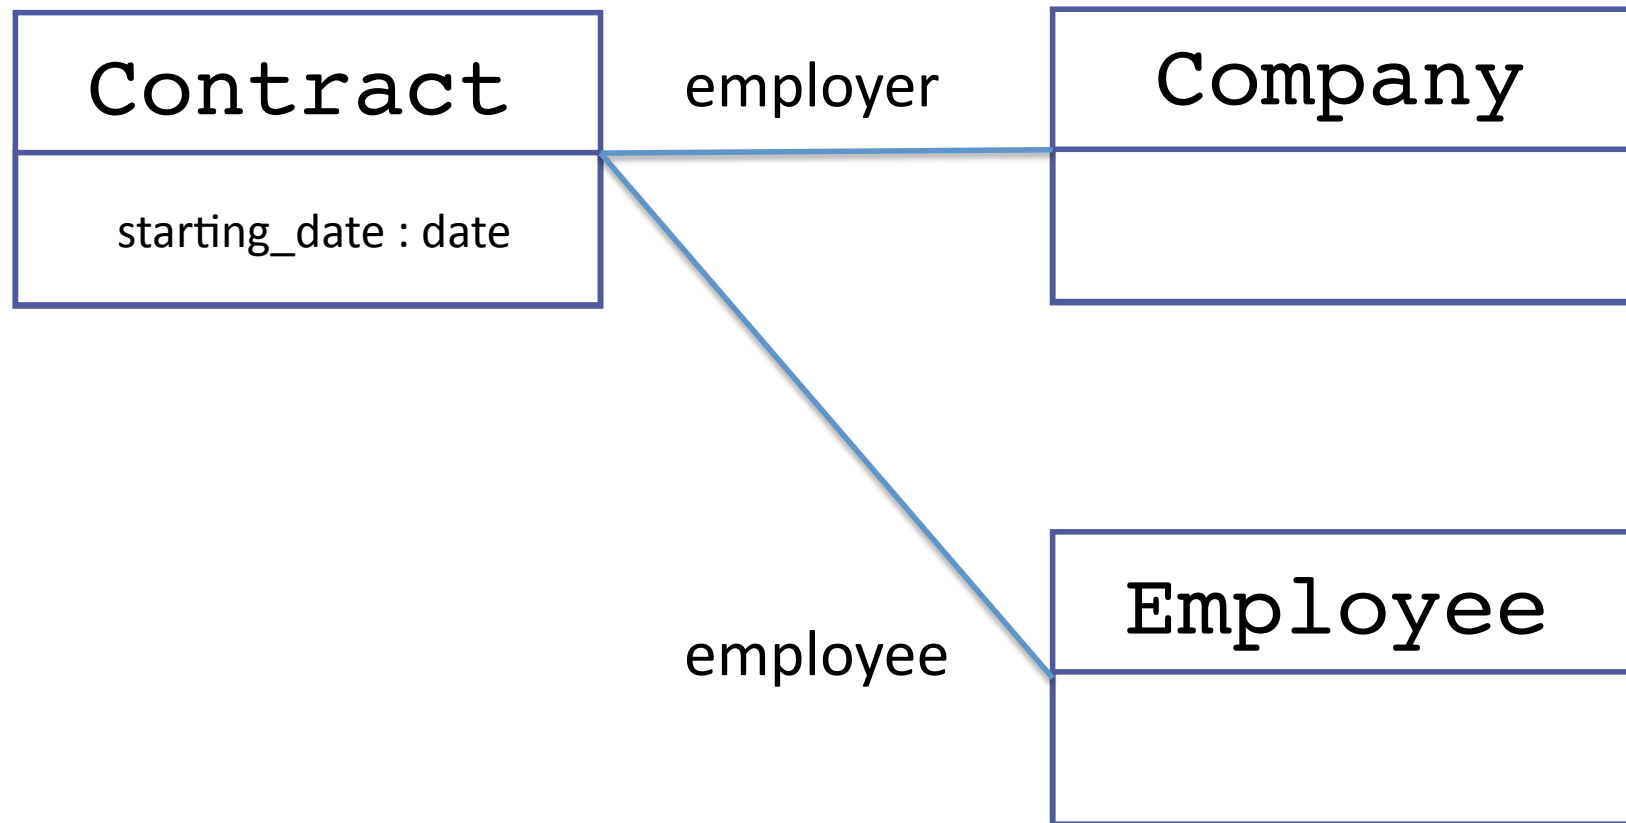 Contract
employer
Company
starting_date : date
Employee
employee